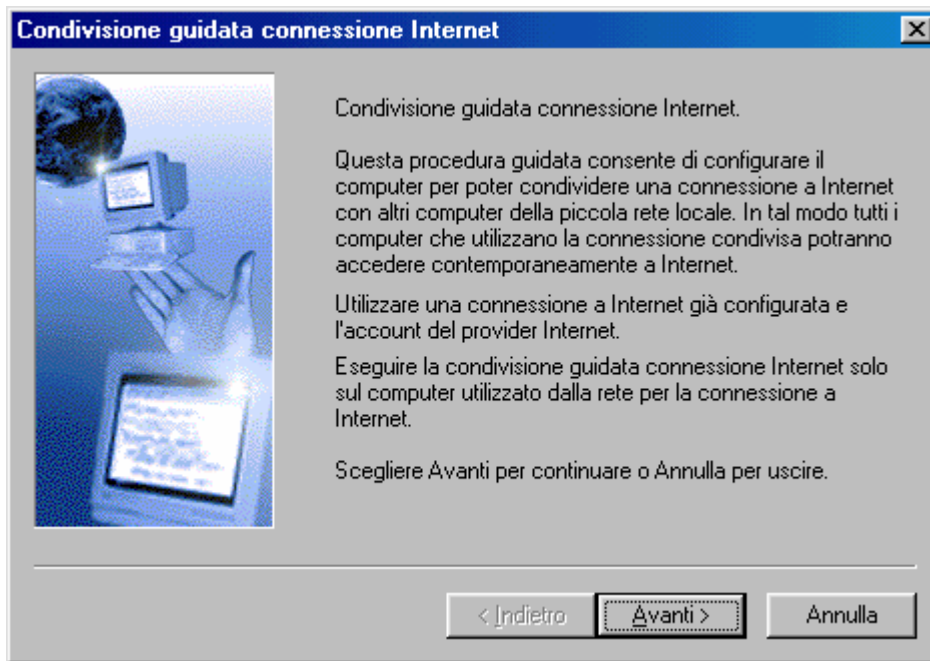 Condivisione guidata connessione Internet
Condivisione guidata connessione Internet.
Questa procedura guidata consente di configurare il
computer per poter condividere una connessione a Internet
con altri computer della piccola rete locale. In tal modo tutti i
computer che utilizzano la connessione condivisa potranno
accedere contemporaneamente a Internet.
Utilizzare una connessione a Internet già configurata e
l'account del provider Internet.
Eseguire la condivisione guidata connessione Internet solo
sul computer utilizzato dalla rete per la connessione a
Internet.
Scegliere Avanti per continuare o Annulla per uscire.
< Indietro Avanti > Annulla